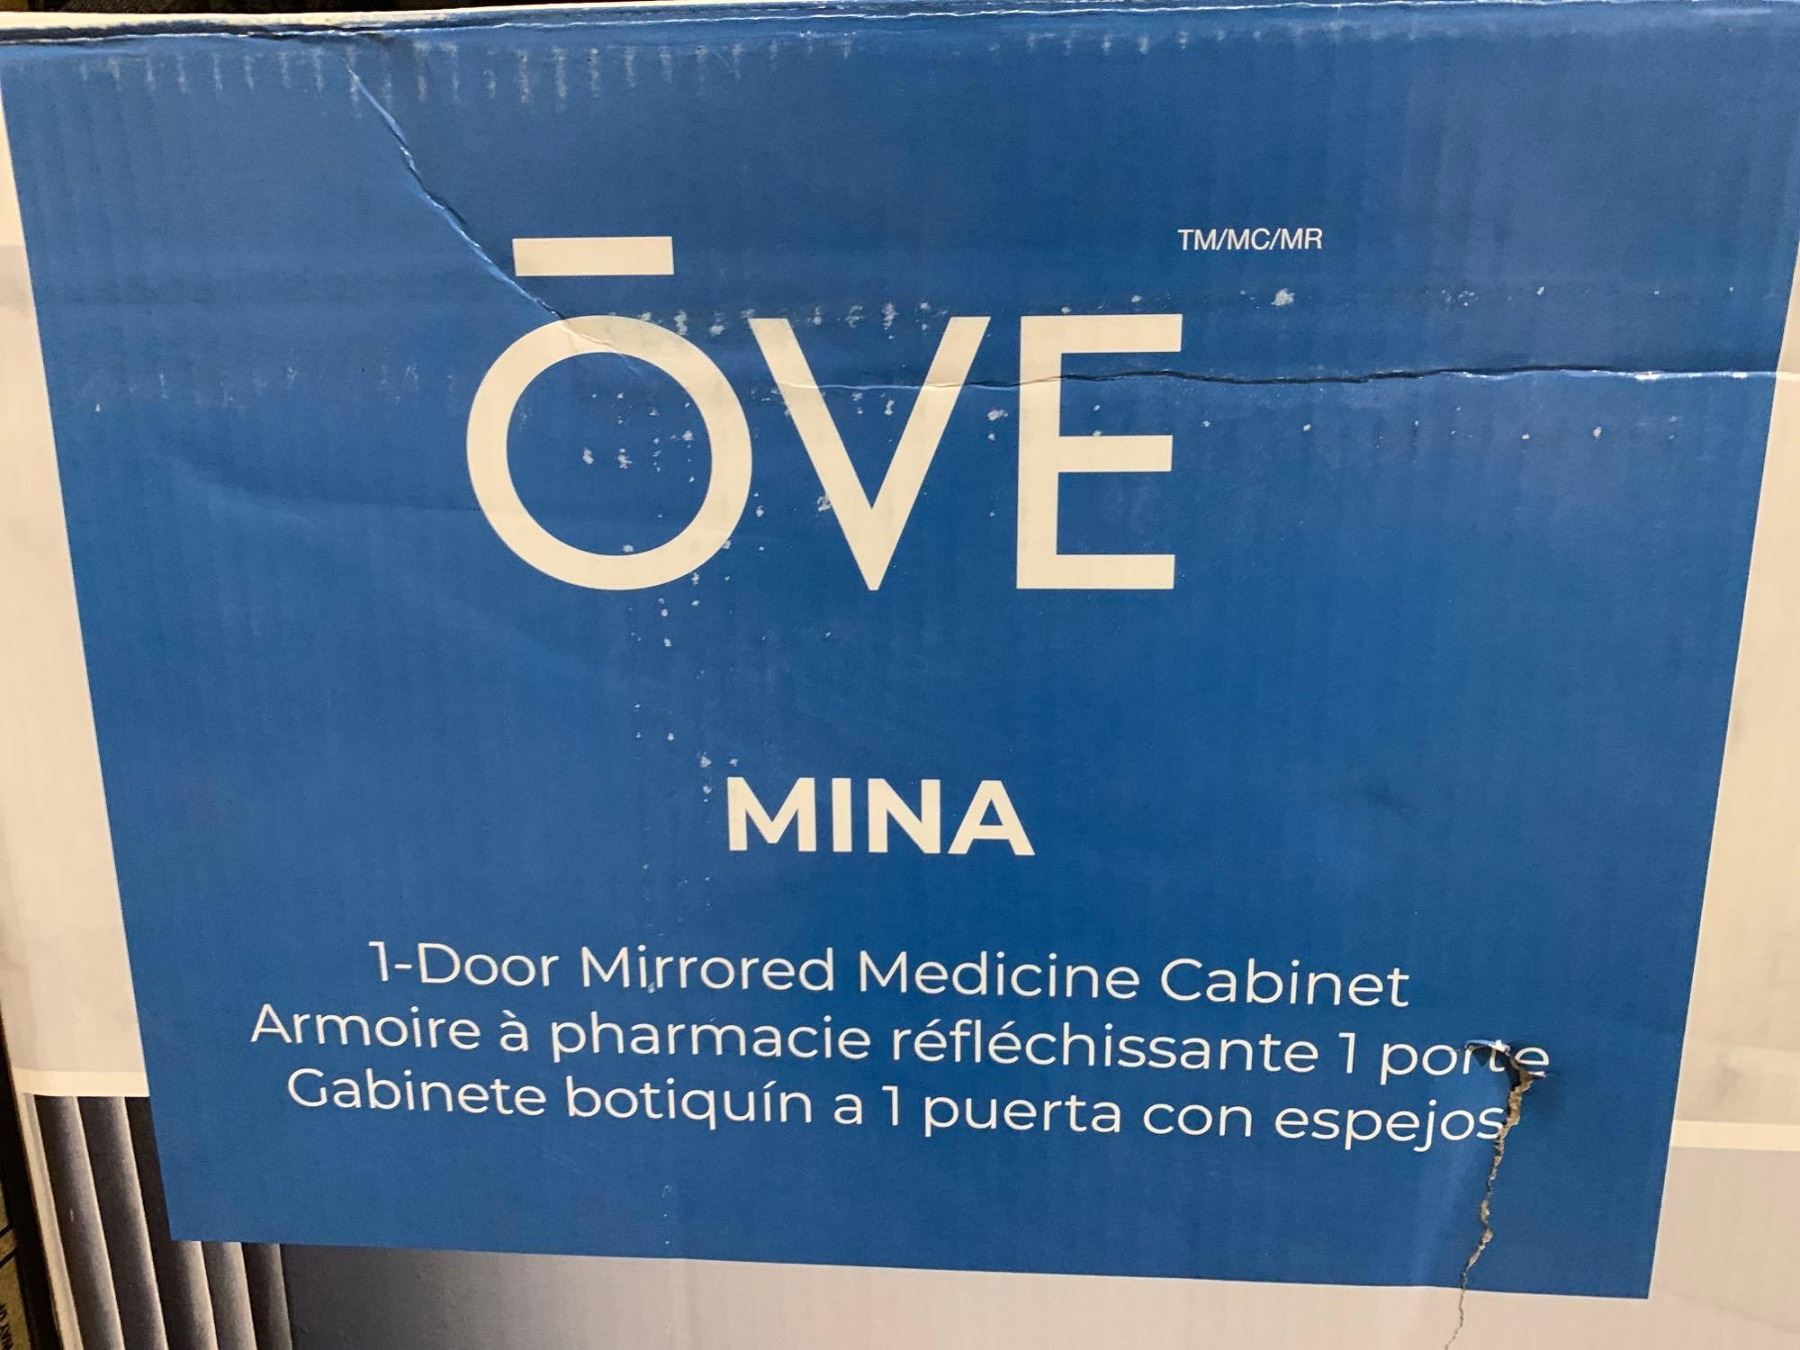 ŌVE
TM/MC/MR
MINA
1-Door Mirrored Medicine Cabinet
Armoire à pharmacie réfléchissante 1 porte
Gabinete botiquín a 1 puerta con espejos